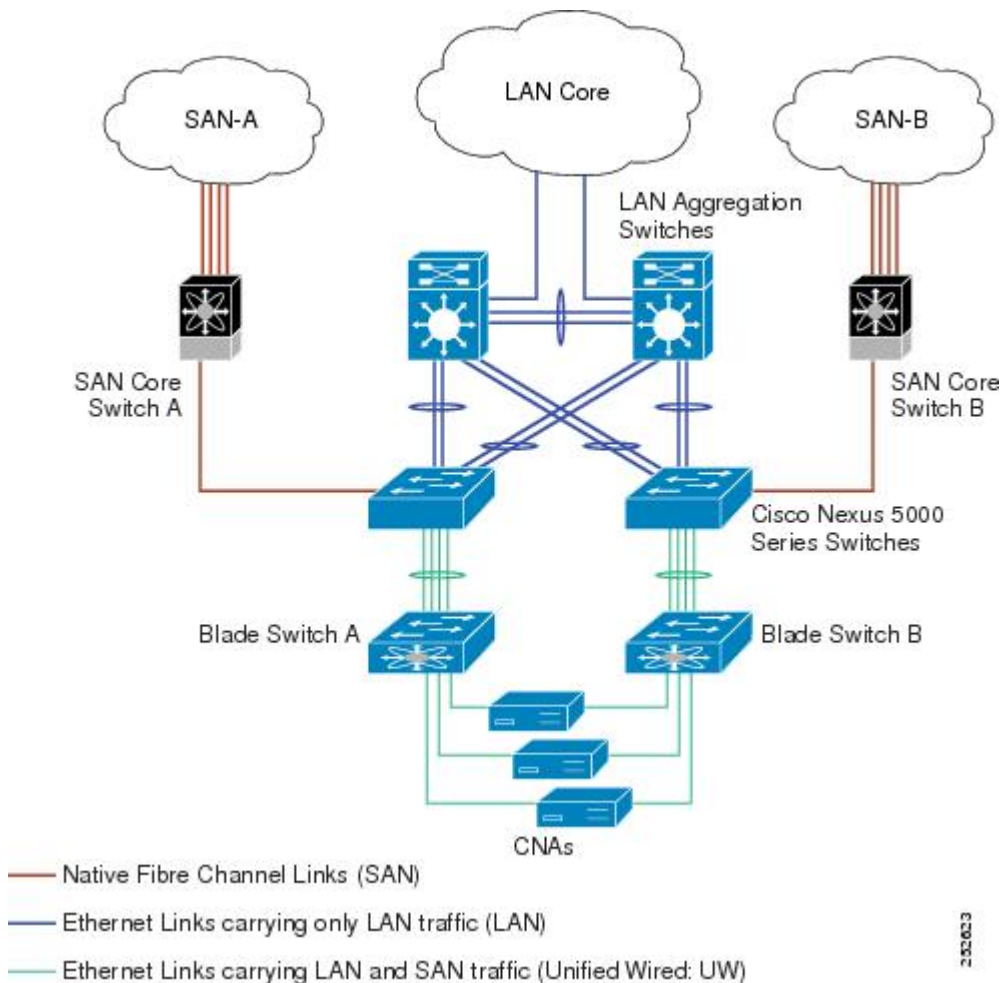 LAN Core
SAN-A
SAN-B
LAN Aggregation
Switches
SAN Core
Switch A
SAN Core
Switch B
Cisco Nexus 5000
Series Switches
Blade Switch A
Blade Switch B
CNAs
Native Fibre Channel Links (SAN)
Ethernet Links carrying only LAN traffic (LAN)
Ethernet Links carrying LAN and SAN traffic (Unified Wired: UW)
252623